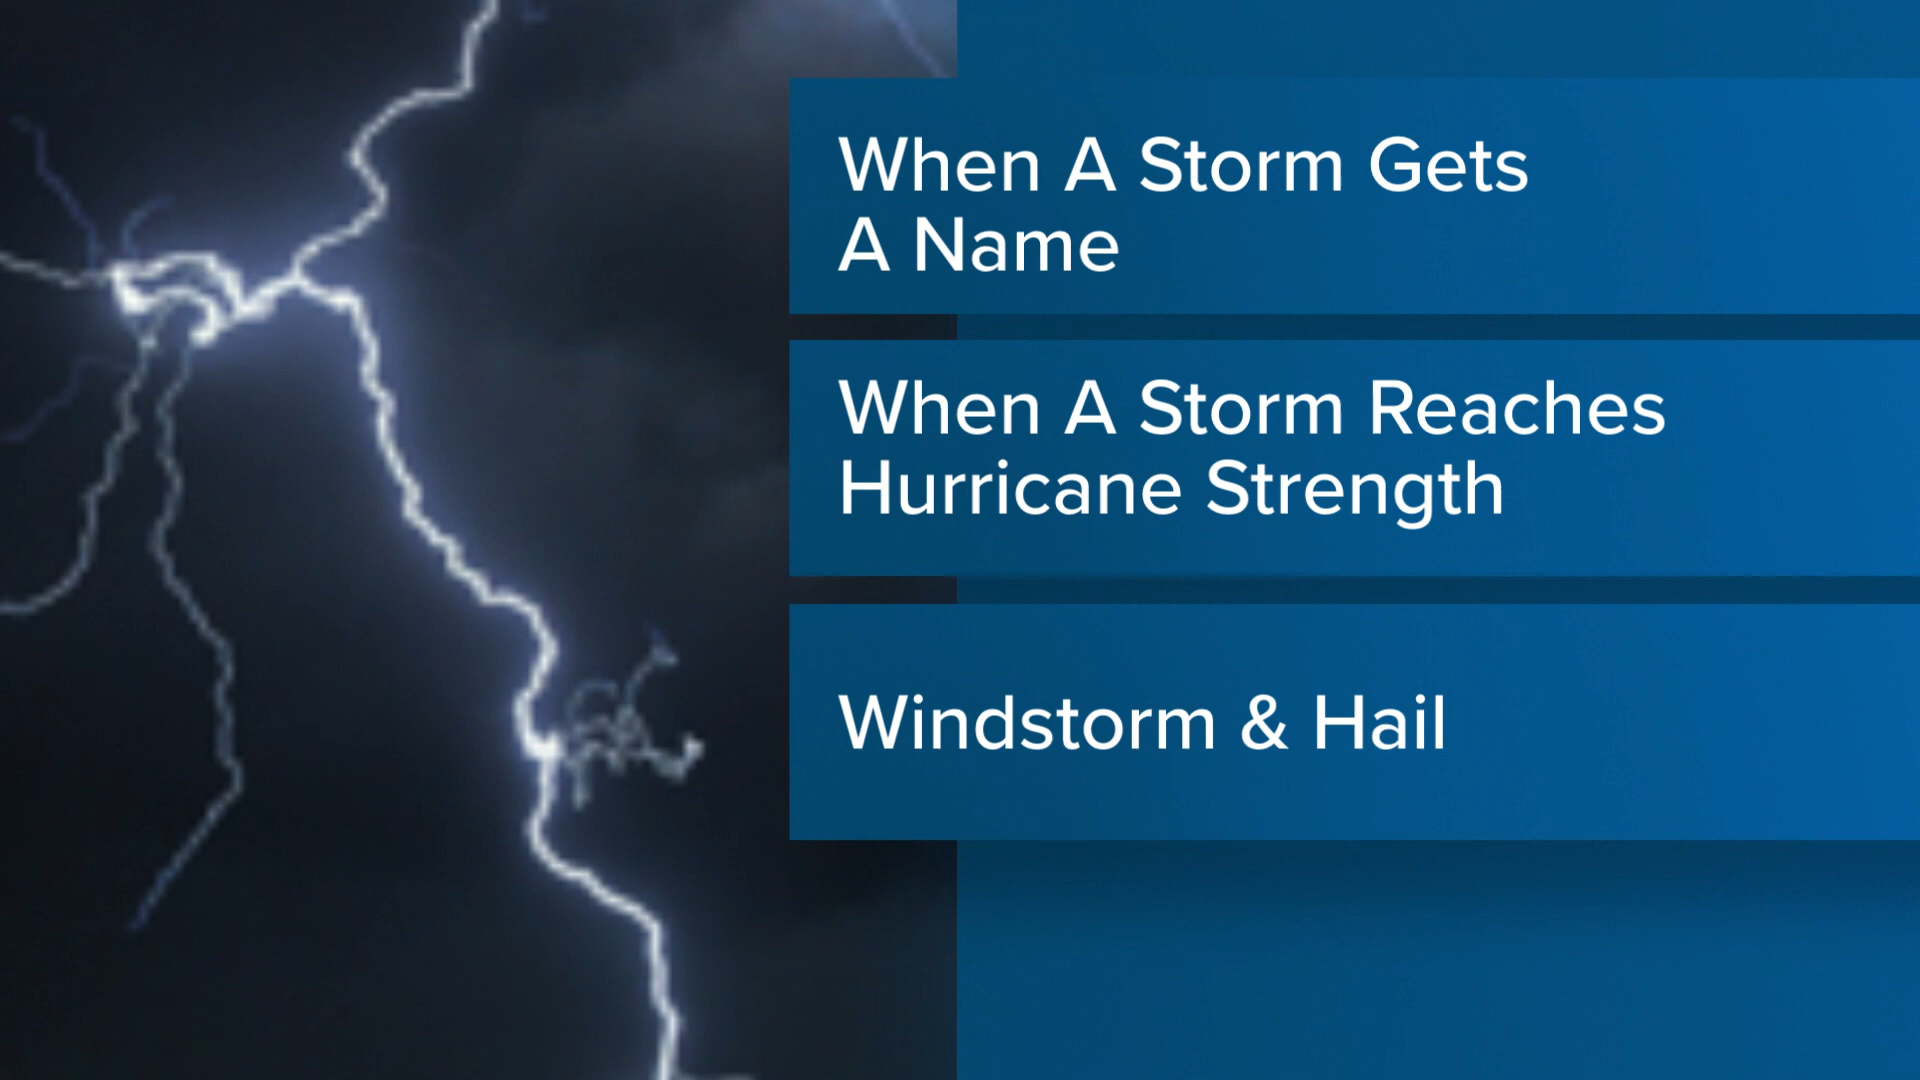 When A Storm Gets
A Name
When A Storm Reaches
Hurricane Strength
Windstorm & Hail